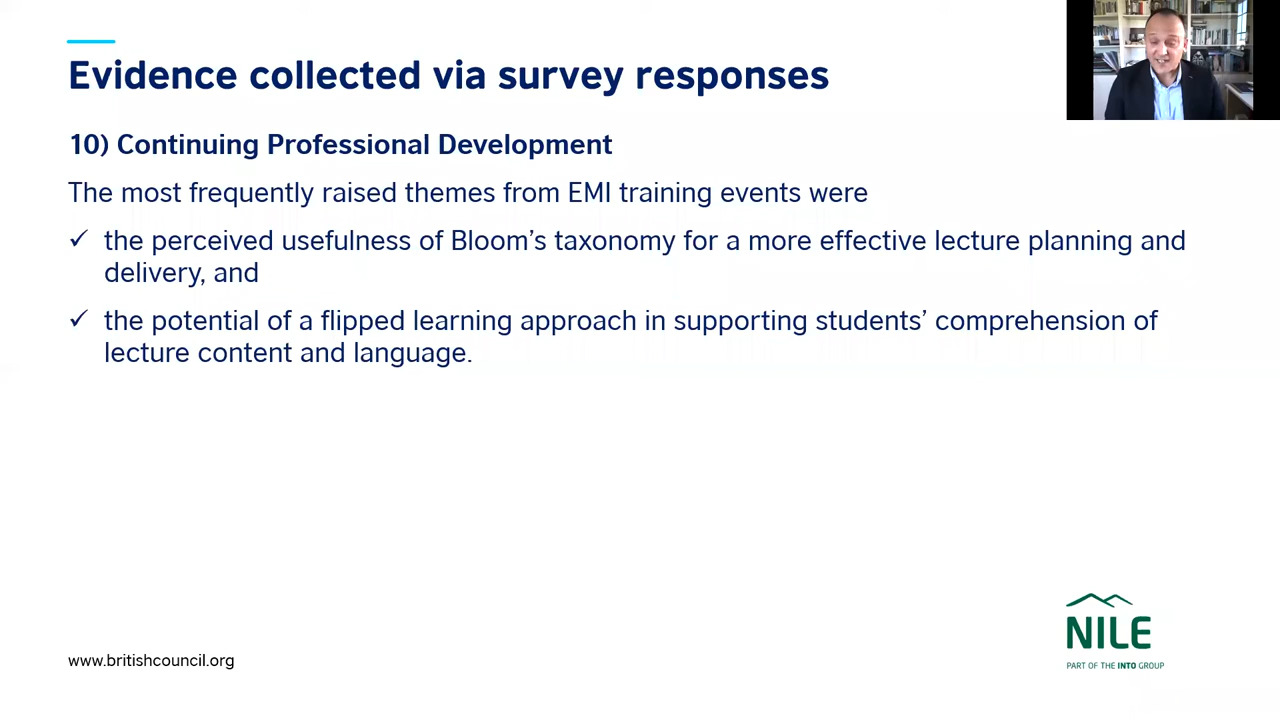 Evidence collected via survey responses
10) Continuing Professional Development
The most frequently raised themes from EMI training events were
✓ the perceived usefulness of Bloom’s taxonomy for a more effective lecture planning and
delivery, and
✓ the potential of a flipped learning approach in supporting students’ comprehension of
lecture content and language.
www.britishcouncil.org
NILE
PART OF THE INTO GROUP